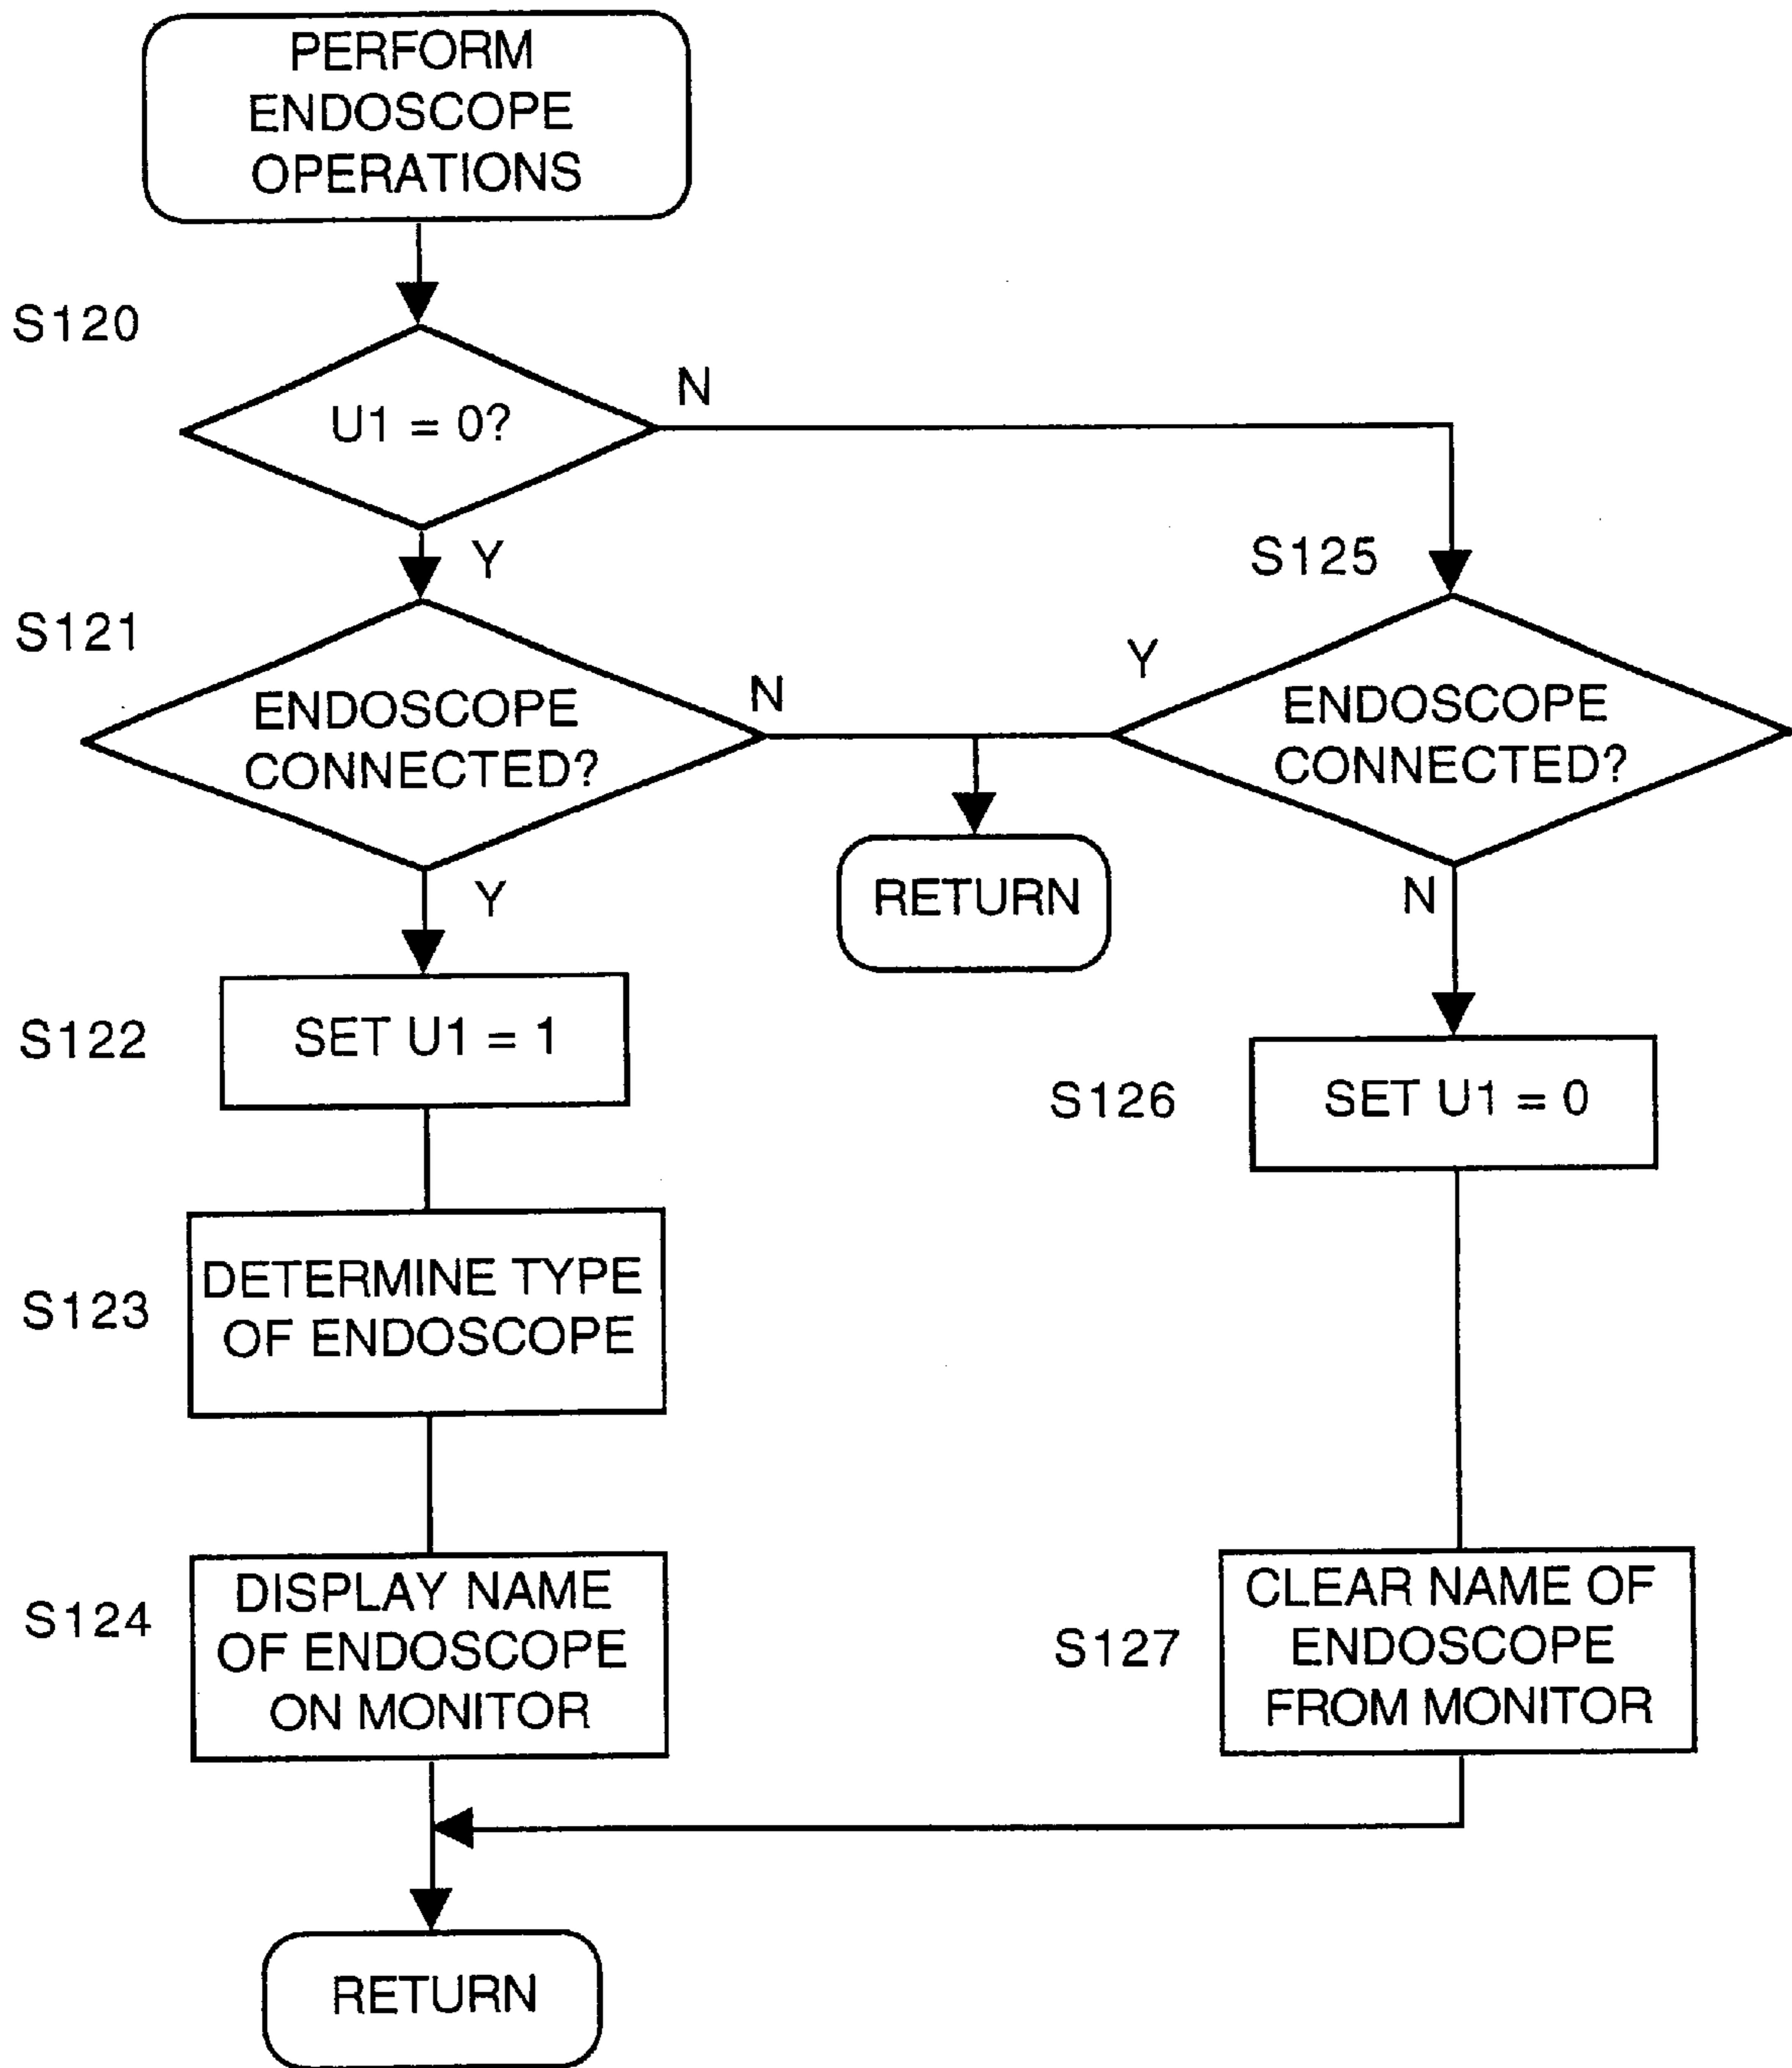 PERFORM
ENDOSCOPE
OPERATIONS
S120
U1 = 0?
N
Y
S121
ENDOSCOPE
CONNECTED?
N
Y
S125
Y
ENDOSCOPE
CONNECTED?
N
RETURN
S122
SET U1 = 1
S126
SET U1 = 0
S123
DETERMINE TYPE
OF ENDOSCOPE
S124
DISPLAY NAME
OF ENDOSCOPE
ON MONITOR
S127
CLEAR NAME OF
ENDOSCOPE
FROM MONITOR
RETURN